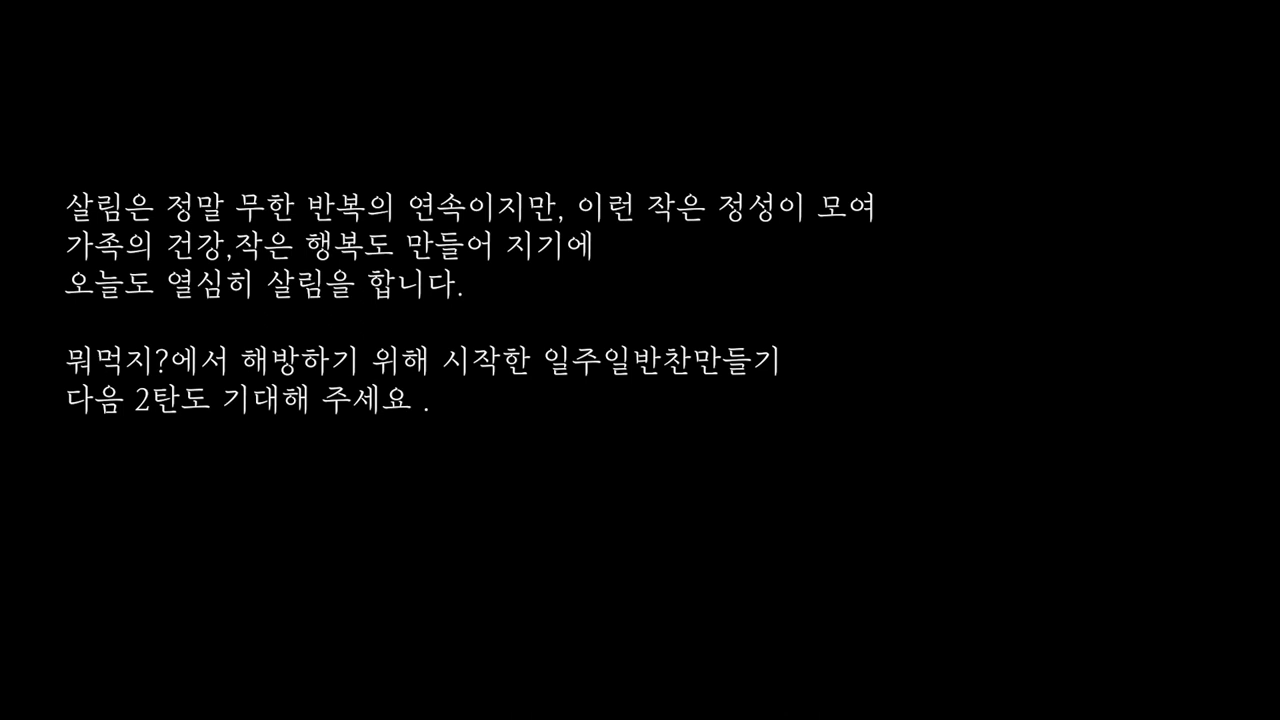 살림은 정말 무한 반복의 연속이지만, 이런 작은 정성이 모여
가족의 건강,작은 행복도 만들어 지기에
오늘도 열심히 살림을 합니다.
뭐먹지?에서 해방하기 위해 시작한 일주일반찬만들기
다음 2탄도 기대해 주세요 .